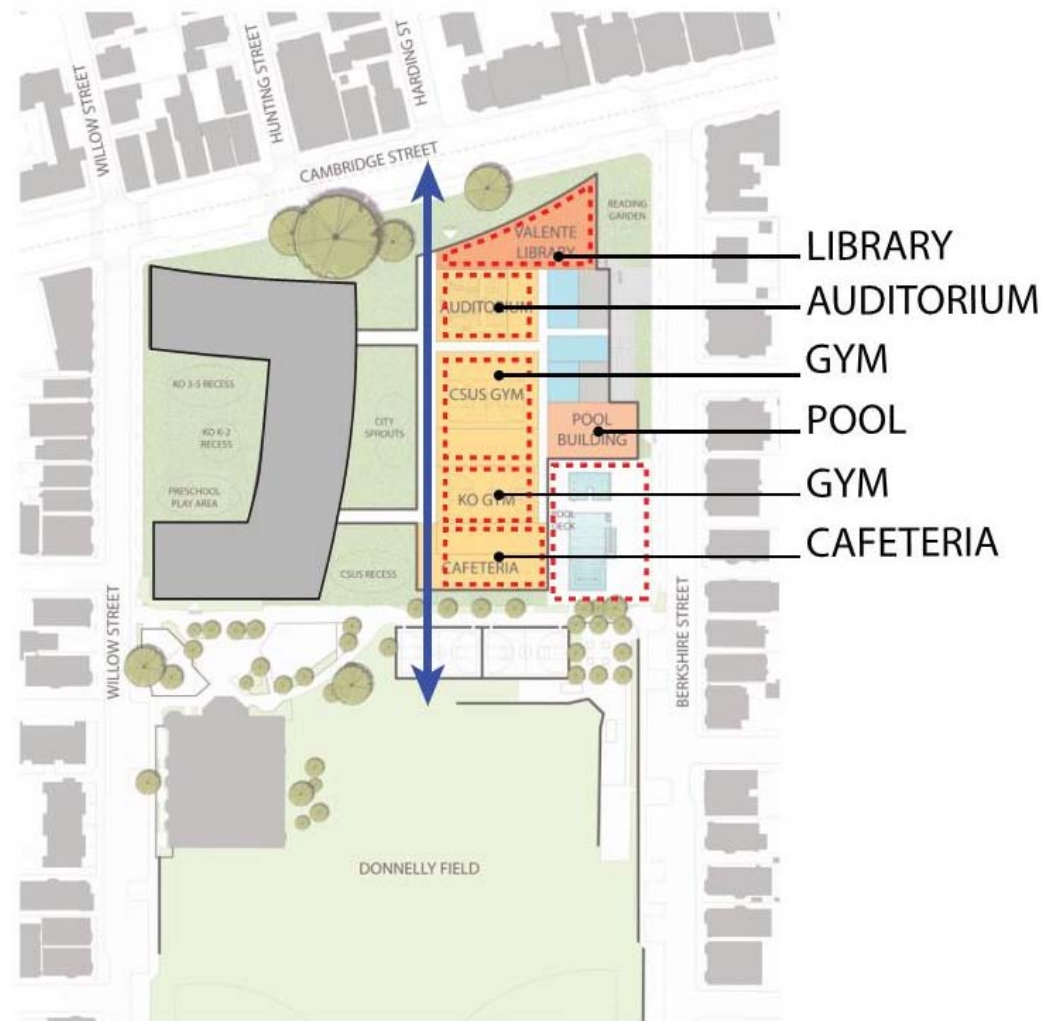 WILLOW STREET
HUNTING STREET
HARDING ST
CAMBRIDGE STREET
READING
GARDEN
VALENTE
LIBRARY
LIBRARY
AUDITORIUM
AUDITORIUM
GYM
KO 3-5 RECESS
CSUS GYM
CITY
SPROUTS
POOL
BUILDING
POOL
KO K-2
RECESS
PRESCHOOL
PLAY AREA
KO GYM
GYM
POOL
DECK
CAFETERIA
CSUS RECESS
CAFETERIA
WILLOW STREET
BERKSHIRE STREET
DONNELLY FIELD